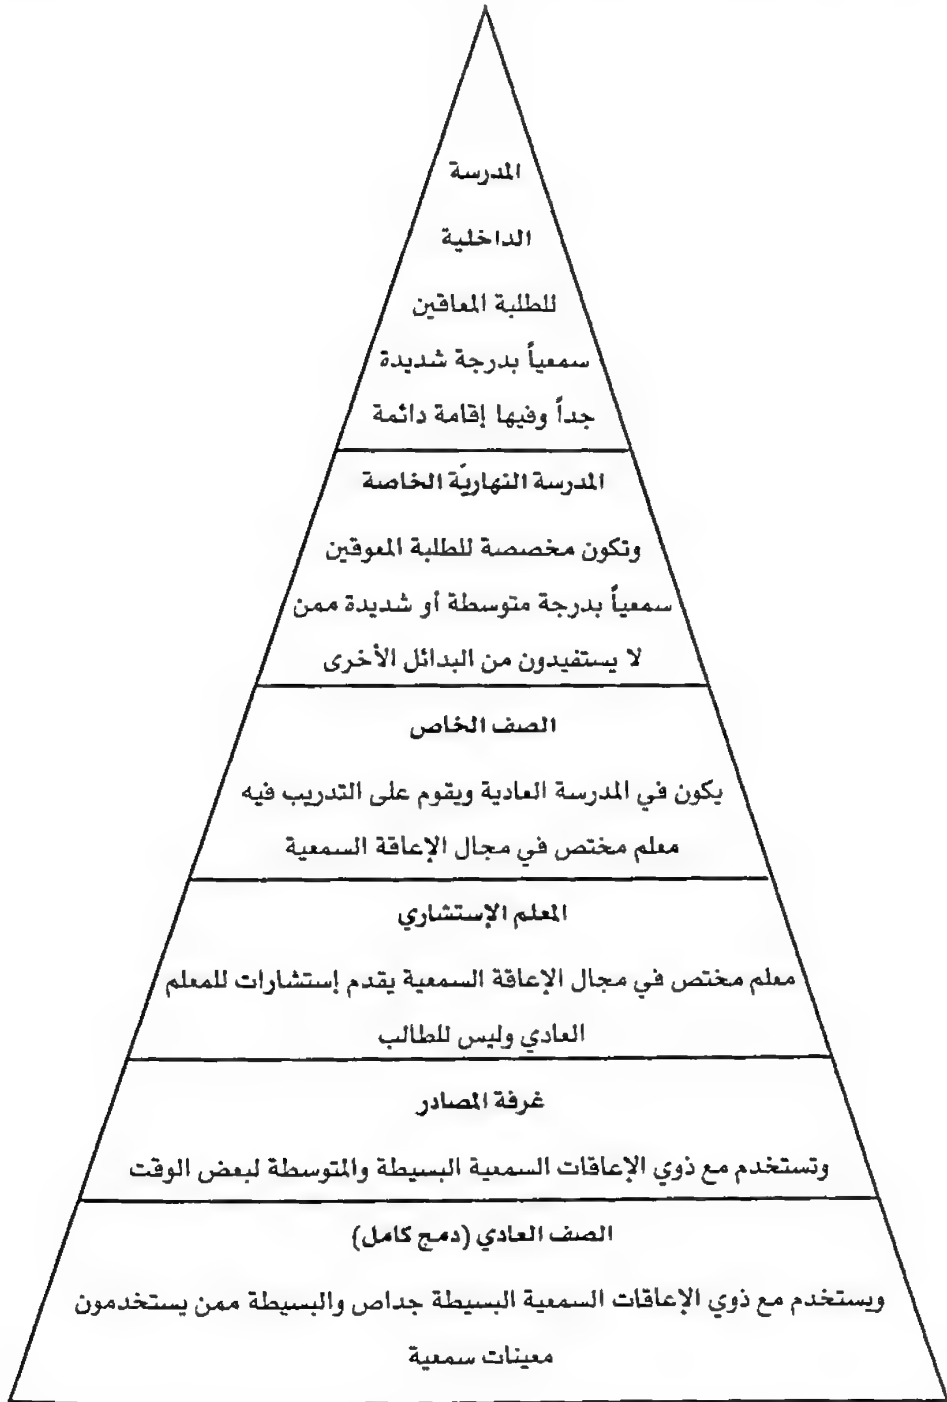 المدرسة
الداخلية
للطلبة المعاقين
سمعياً بدرجة شديدة
جداً وفيها إقامة دائمة
المدرسة النهاريّة الخاصة
وتكون مخصصة للطلبة المعوقين
سمعياً بدرجة متوسطة أو شديدة ممن
لا يستفيدون من البدائل الأخرى
الصف الخاص
يكون في المدرسة العادية ويقوم على التدريب فيه
معلم مختص في مجال الإعاقة السمعية
المعلم الإستشاري
معلم مختص في مجال الإعاقة السمعية يقدم إستشارات للمعلم
العادي وليس للطالب
غرفة المصادر
وتستخدم مع ذوي الإعاقات السمعية البسيطة والمتوسطة لبعض الوقت
الصف العادي (دمج كامل)
ويستخدم مع ذوي الإعاقات السمعية البسيطة جداص والبسيطة ممن يستخدمون
معينات سمعية